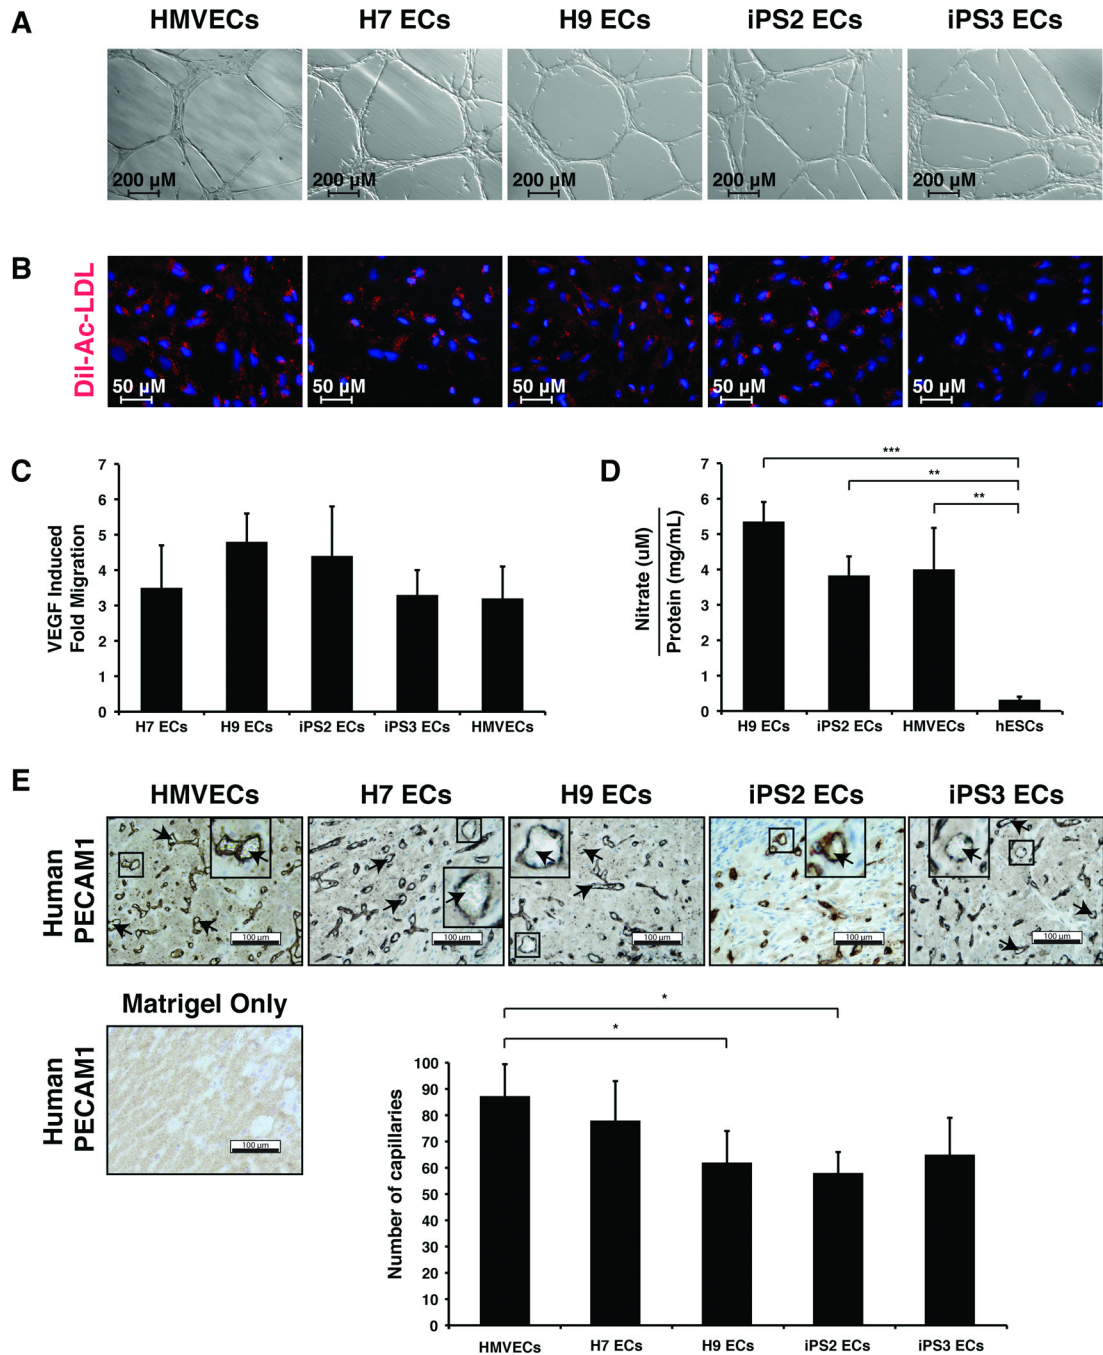 A
HMVECs
H7 ECs
H9 ECs
iPS2 ECs
iPS3 ECs
200 µM
200 µM
200 µM
200 µM
200 µM
B
Dil-Ac-LDL
50 µM
50 µM
50 µM
50 µM
50 µM
C
VEGF Induced
Fold Migration
7
6
5
4
3
2
1
0
H7 ECs
H9 ECs
iPS2 ECs
iPS3 ECs
HMVECs
D
Nitrate (uM)
Protein (mg/mL)
***
**
**
7
6
5
4
3
2
1
0
H9 ECs
iPS2 ECs
HMVECs
hESCs
E
HMVECs
H7 ECs
H9 ECs
iPS2 ECs
iPS3 ECs
Human
PECAM1
100 µm
100 µm
100 µm
100 µm
100 µm
Matrigel Only
Human
PECAM1
100 µm
*
*
Number of capillaries
100
90
80
70
60
50
40
30
20
10
0
HMVECs
H7 ECs
H9 ECs
iPS2 ECs
iPS3 ECs